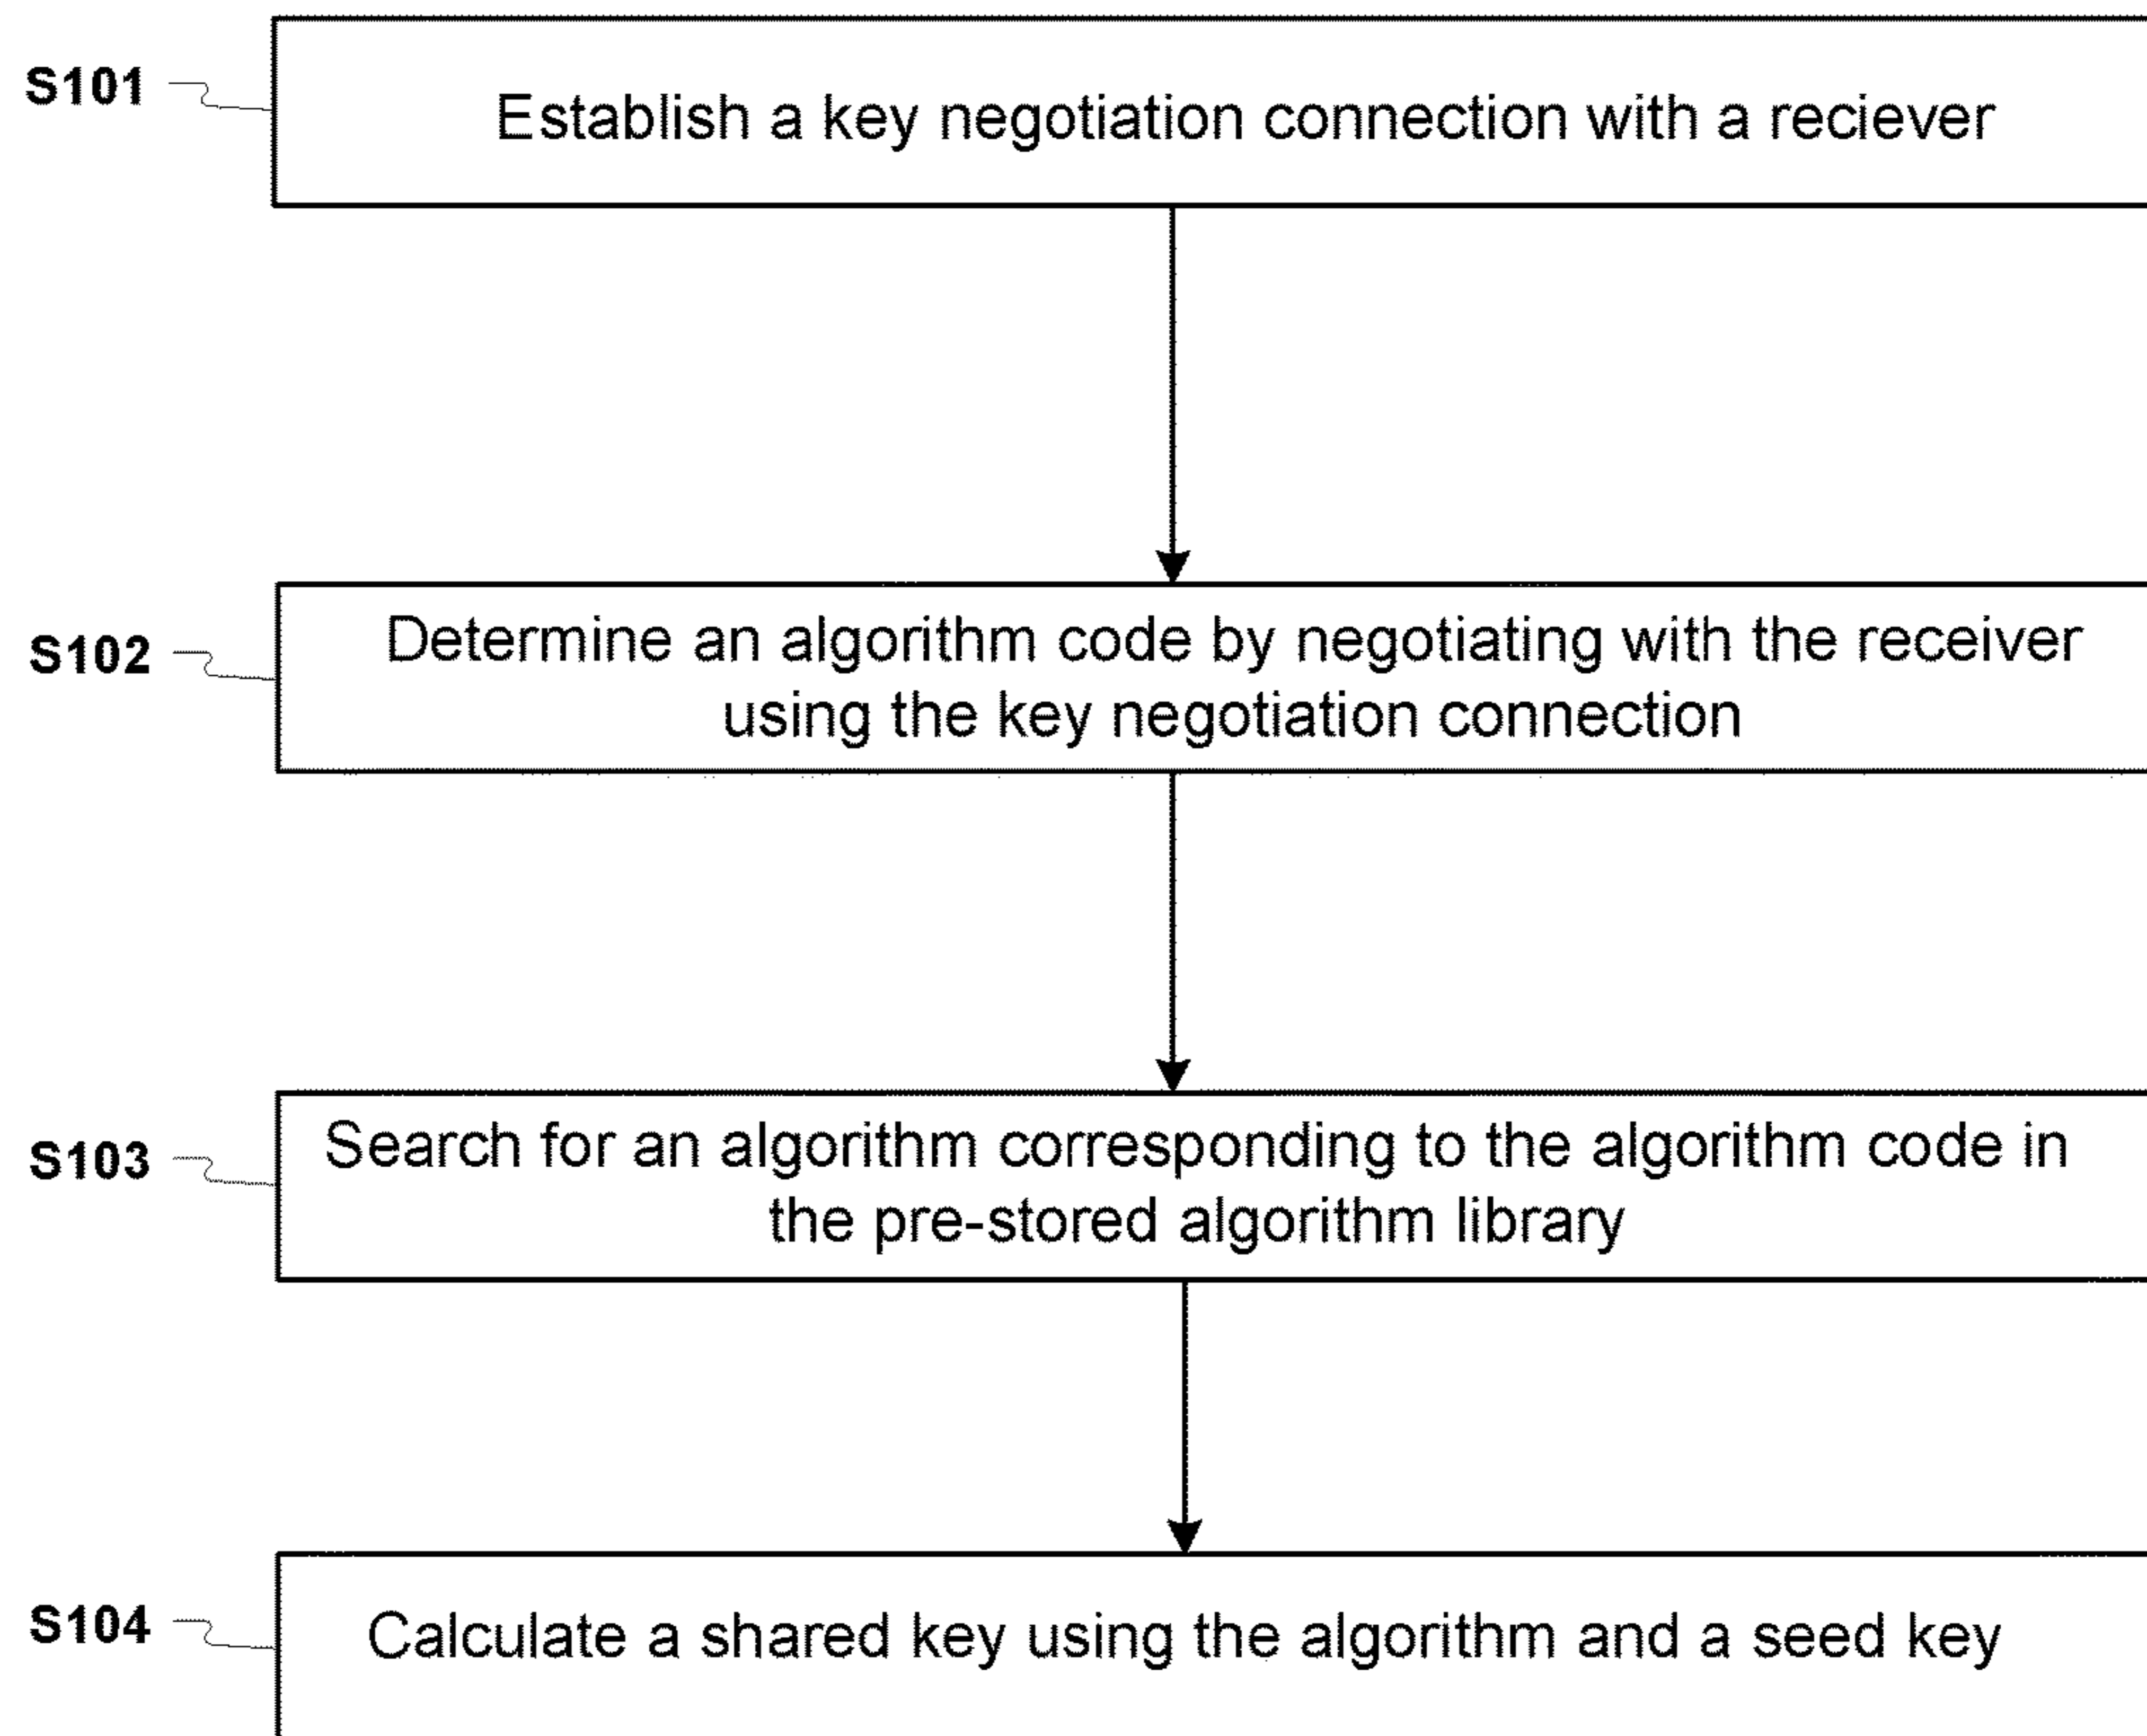 S101
Establish a key negotiation connection with a reciever
S102
Determine an algorithm code by negotiating with the receiver
using the key negotiation connection
S103
Search for an algorithm corresponding to the algorithm code in
the pre-stored algorithm library
S104
Calculate a shared key using the algorithm and a seed key